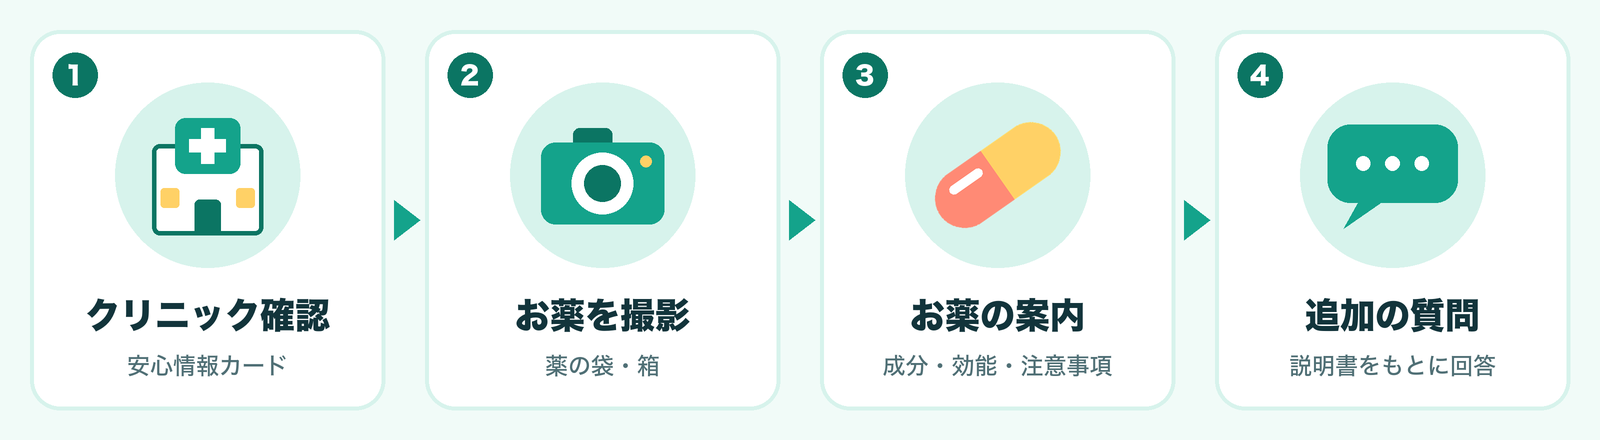 1
クリニック確認
安心情報カード
2
お薬を撮影
薬の袋・箱
3
お薬の案内
成分・効能・注意事項
4
追加の質問
説明書をもとに回答